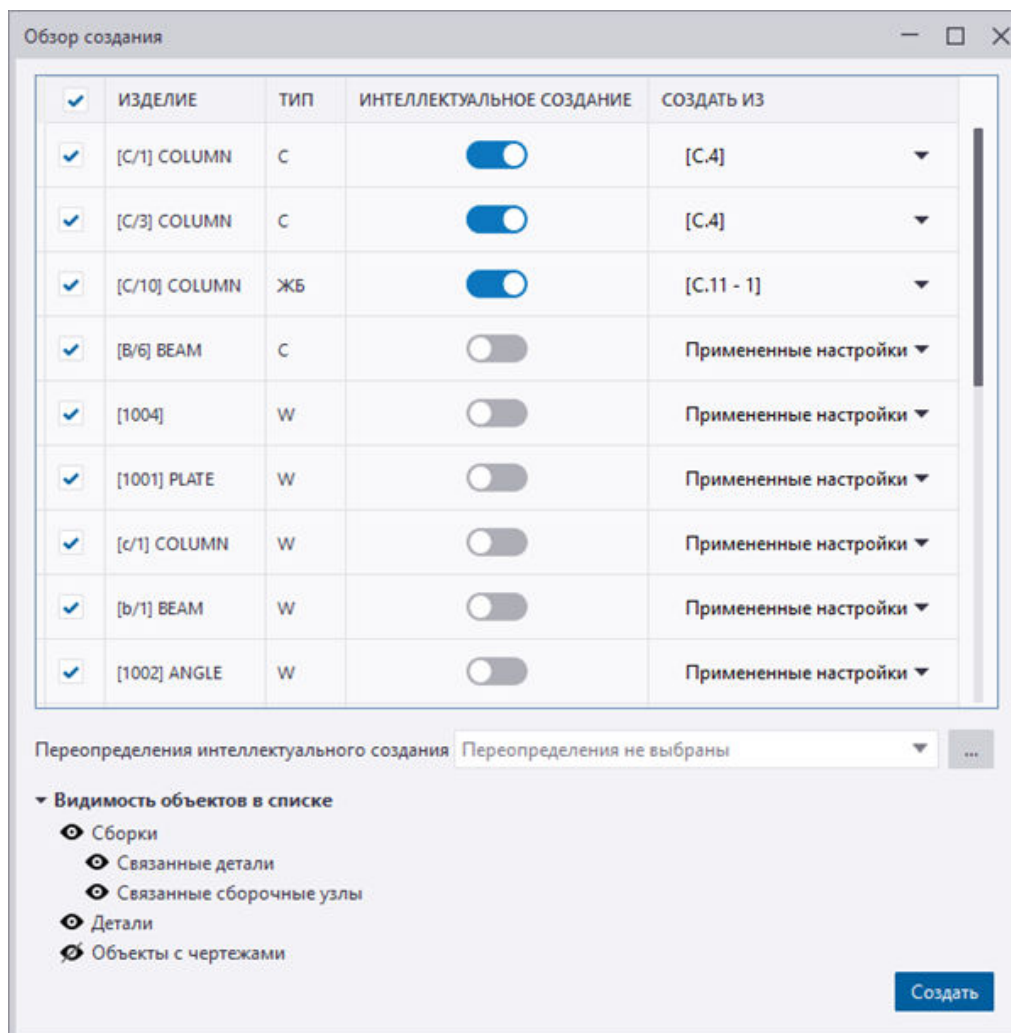 Обзор создания
ИЗДЕЛИЕ ТИП ИНТЕЛЛЕКТУАЛЬНОЕ СОЗДАНИЕ СОЗДАТЬ ИЗ
[C/1] COLUMN C [C.4]
[C/3] COLUMN C [C.4]
[C/10] COLUMN ЖБ [C.11 - 1]
[B/6] BEAM C Примененные настройки
[1004] W Примененные настройки
[1001] PLATE W Примененные настройки
[c/1] COLUMN W Примененные настройки
[b/1] BEAM W Примененные настройки
[1002] ANGLE W Примененные настройки
Переопределения интеллектуального создания Переопределения не выбраны ...
Видимость объектов в списке
Сборки
Связанные детали
Связанные сборочные узлы
Детали
Объекты с чертежами
Создать